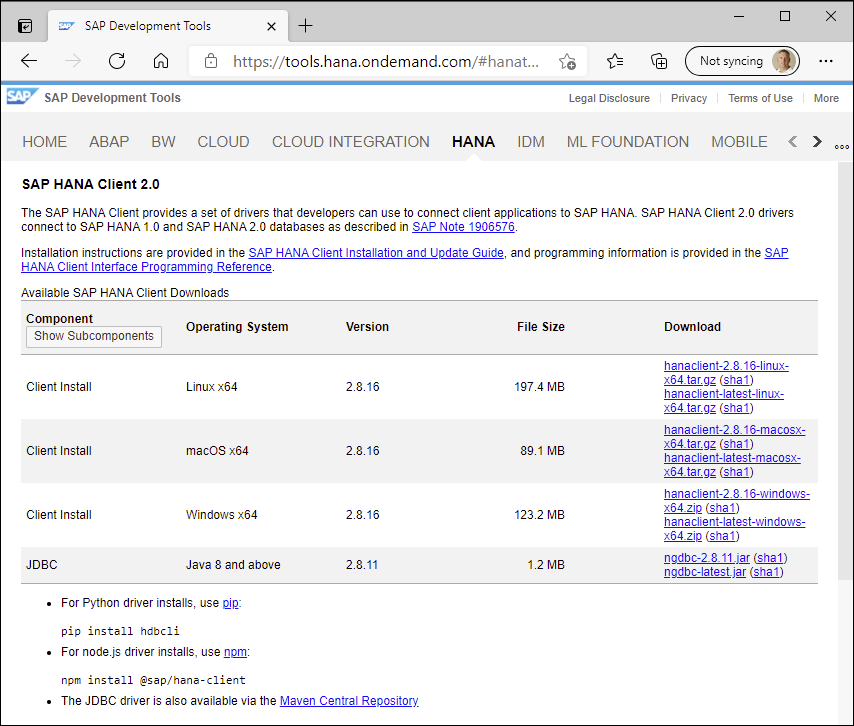 SAP Development Tools
https://tools.hana.ondemand.com/#hanat...
Not syncing
SAP SAP Development Tools
Legal Disclosure Privacy Terms of Use More
HOME ABAP BW CLOUD CLOUD INTEGRATION HANA IDM ML FOUNDATION MOBILE
SAP HANA Client 2.0
The SAP HANA Client provides a set of drivers that developers can use to connect client applications to SAP HANA. SAP HANA Client 2.0 drivers
connect to SAP HANA 1.0 and SAP HANA 2.0 databases as described in SAP Note 1906576.
Installation instructions are provided in the SAP HANA Client Installation and Update Guide, and programming information is provided in the SAP
HANA Client Interface Programming Reference.
Available SAP HANA Client Downloads
Component Operating System Version File Size Download
Show Subcomponents
Client Install Linux x64 2.8.16 197.4 MB hanaclient-2.8.16-linux-
x64.tar.gz (sha1)
hanaclient-latest-linux-
x64.tar.gz (sha1)
Client Install macOS x64 2.8.16 89.1 MB hanaclient-2.8.16-macosx-
x64.tar.gz (sha1)
hanaclient-latest-macosx-
x64.tar.gz (sha1)
Client Install Windows x64 2.8.16 123.2 MB hanaclient-2.8.16-windows-
x64.zip (sha1)
hanaclient-latest-windows-
x64.zip (sha1)
JDBC Java 8 and above 2.8.11 1.2 MB ngdbc-2.8.11.jar (sha1)
ngdbc-latest.jar (sha1)
• For Python driver installs, use pip:
pip install hdbcli
• For node.js driver installs, use npm:
npm install @sap/hana-client
• The JDBC driver is also available via the Maven Central Repository